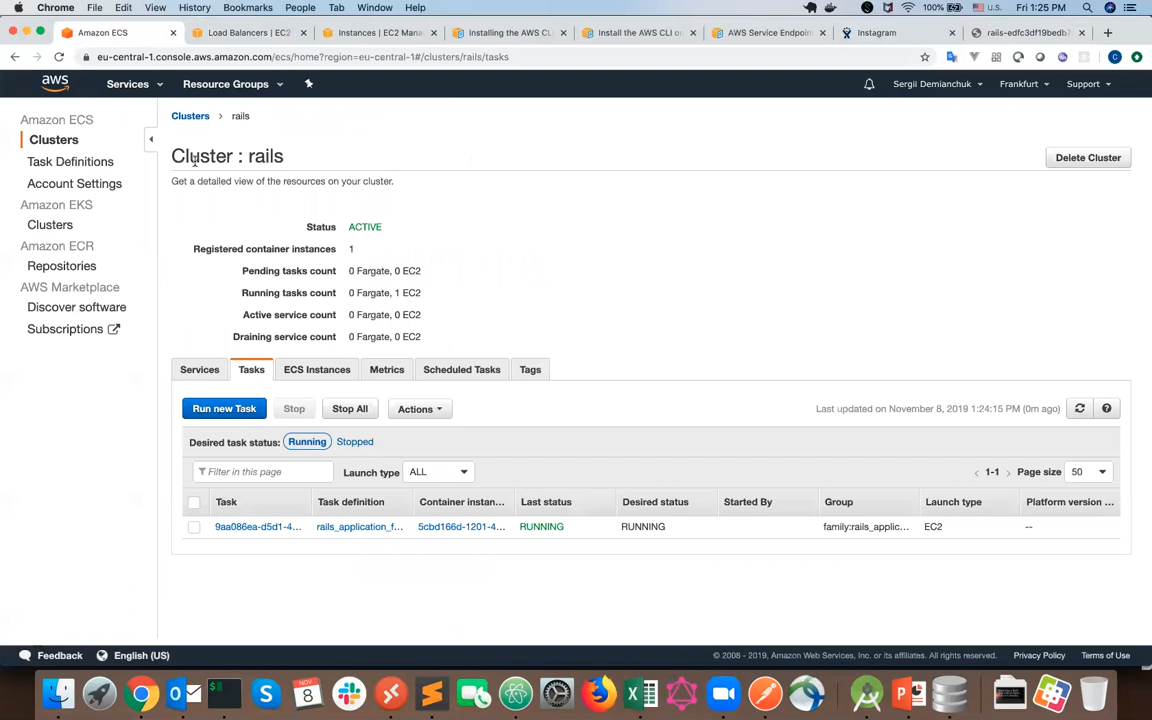 Chrome File Edit View History Bookmarks People Tab Window Help 100% U.S. Fri 1:25 PM
Amazon ECS Load Balancers | EC2 Instances | EC2 Mana Installing the AWS CLI Install the AWS CLI on AWS Service Endpoin Instagram rails-edfc3df19bedb7
eu-central-1.console.aws.amazon.com/ecs/home?region=eu-central-1#/clusters/rails/tasks
aws Services Resource Groups Sergii Demianchuk Frankfurt Support
Amazon ECS
Clusters
Task Definitions
Account Settings
Amazon EKS
Clusters
Amazon ECR
Repositories
AWS Marketplace
Discover software
Subscriptions
Clusters > rails
Cluster : rails
Delete Cluster
Get a detailed view of the resources on your cluster.
Status ACTIVE
Registered container instances 1
Pending tasks count 0 Fargate, 0 EC2
Running tasks count 0 Fargate, 1 EC2
Active service count 0 Fargate, 0 EC2
Draining service count 0 Fargate, 0 EC2
Services Tasks ECS Instances Metrics Scheduled Tasks Tags
Run new Task Stop Stop All Actions Last updated on November 8, 2019 1:24:15 PM (0m ago)
Desired task status: Running Stopped
Filter in this page Launch type ALL < 1-1 > Page size 50
Task Task definition Container instan... Last status Desired status Started By Group Launch type Platform version ...
9aa086ea-d5d1-4... rails_application_f... 5cbd166d-1201-4... RUNNING RUNNING family:rails_applic... EC2 --
Feedback English (US) © 2008 - 2019, Amazon Web Services, Inc. or its affiliates. All rights reserved. Privacy Policy Terms of Use